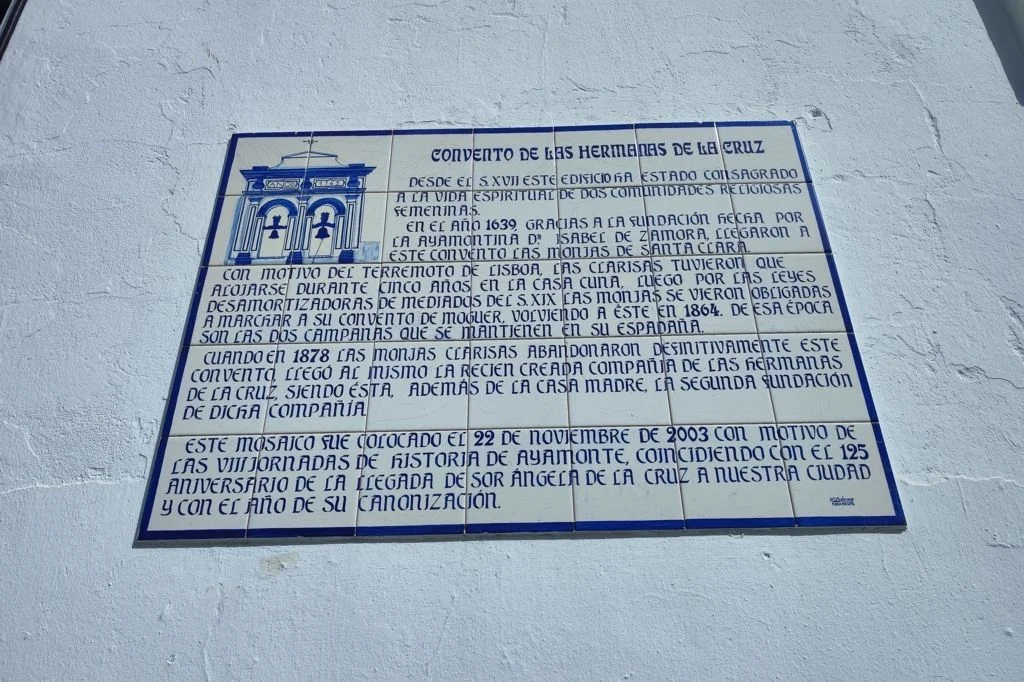 CONVENTO DE LAS HERMANAS DE LA CRUZ
AÑO 1765
DESDE EL S.XVII ESTE EDIFICIO HA ESTADO CONSAGRADO
A LA VIDA ESPIRITUAL DE DOS COMUNIDADES RELIGIOSAS
FEMENINAS.
EN EL AÑO 1639, GRACIAS A LA FUNDACIÓN HECHA POR
LA AYAMONTINA Dª ISABEL DE ZAMORA, LLEGARON A
ESTE CONVENTO LAS MONJAS DE SANTA CLARA.
CON MOTIVO DEL TERREMOTO DE LISBOA, LAS CLARISAS TUVIERON QUE
ALOJARSE DURANTE CINCO AÑOS EN LA CASA CUNA, LUEGO POR LAS LEYES
DESAMORTIZADORAS DE MEDIADOS DEL S.XIX LAS MONJAS SE VIERON OBLIGADAS
A MARCHAR A SU CONVENTO DE MOGUER, VOLVIENDO A ÉSTE EN 1864. DE ESA ÉPOCA
SON LAS DOS CAMPANAS QUE SE MANTIENEN EN SU ESPADAÑA.
CUANDO EN 1878 LAS MONJAS CLARISAS ABANDONARON DEFINITIVAMENTE ESTE
CONVENTO, LLEGÓ AL MISMO LA RECIEN CREADA COMPAÑÍA DE LAS HERMANAS
DE LA CRUZ, SIENDO ÉSTA, ADEMÁS DE LA CASA MADRE, LA SEGUNDA FUNDACIÓN
DE DICHA COMPAÑÍA.
ESTE MOSAICO FUE COLOCADO EL 22 DE NOVIEMBRE DE 2003 CON MOTIVO DE
LAS VIII JORNADAS DE HISTORIA DE AYAMONTE, COINCIDIENDO CON EL 125
ANIVERSARIO DE LA LLEGADA DE SOR ÁNGELA DE LA CRUZ A NUESTRA CIUDAD
Y CON EL AÑO DE SU CANONIZACIÓN.